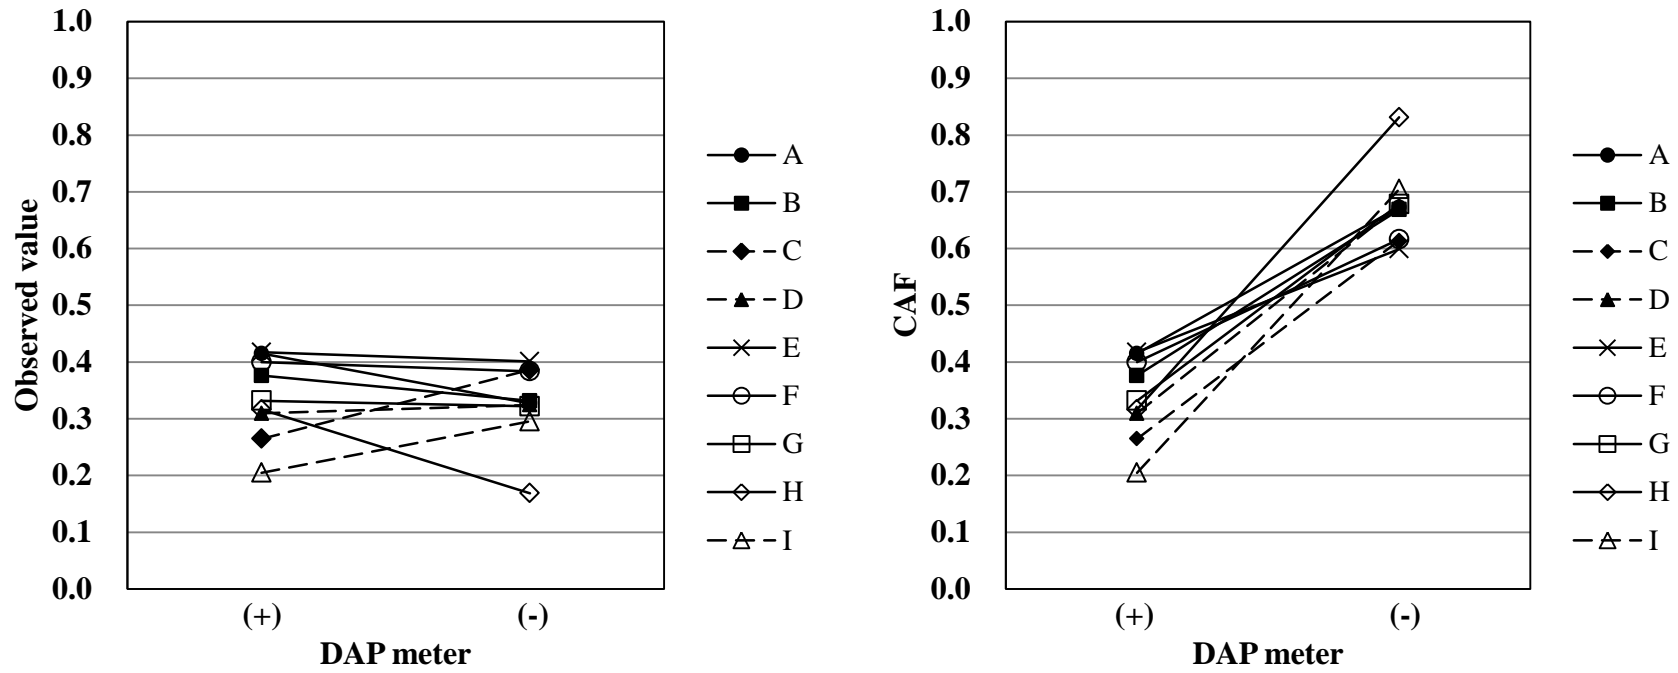 1.0
0.9
0.8
0.7
0.6
0.5
0.4
0.3
0.2
0.1
0.0
Observed value
(+) (-)
DAP meter
A
B
C
D
E
F
G
H
I
1.0
0.9
0.8
0.7
0.6
0.5
0.4
0.3
0.2
0.1
0.0
CAF
(+) (-)
DAP meter
A
B
C
D
E
F
G
H
I